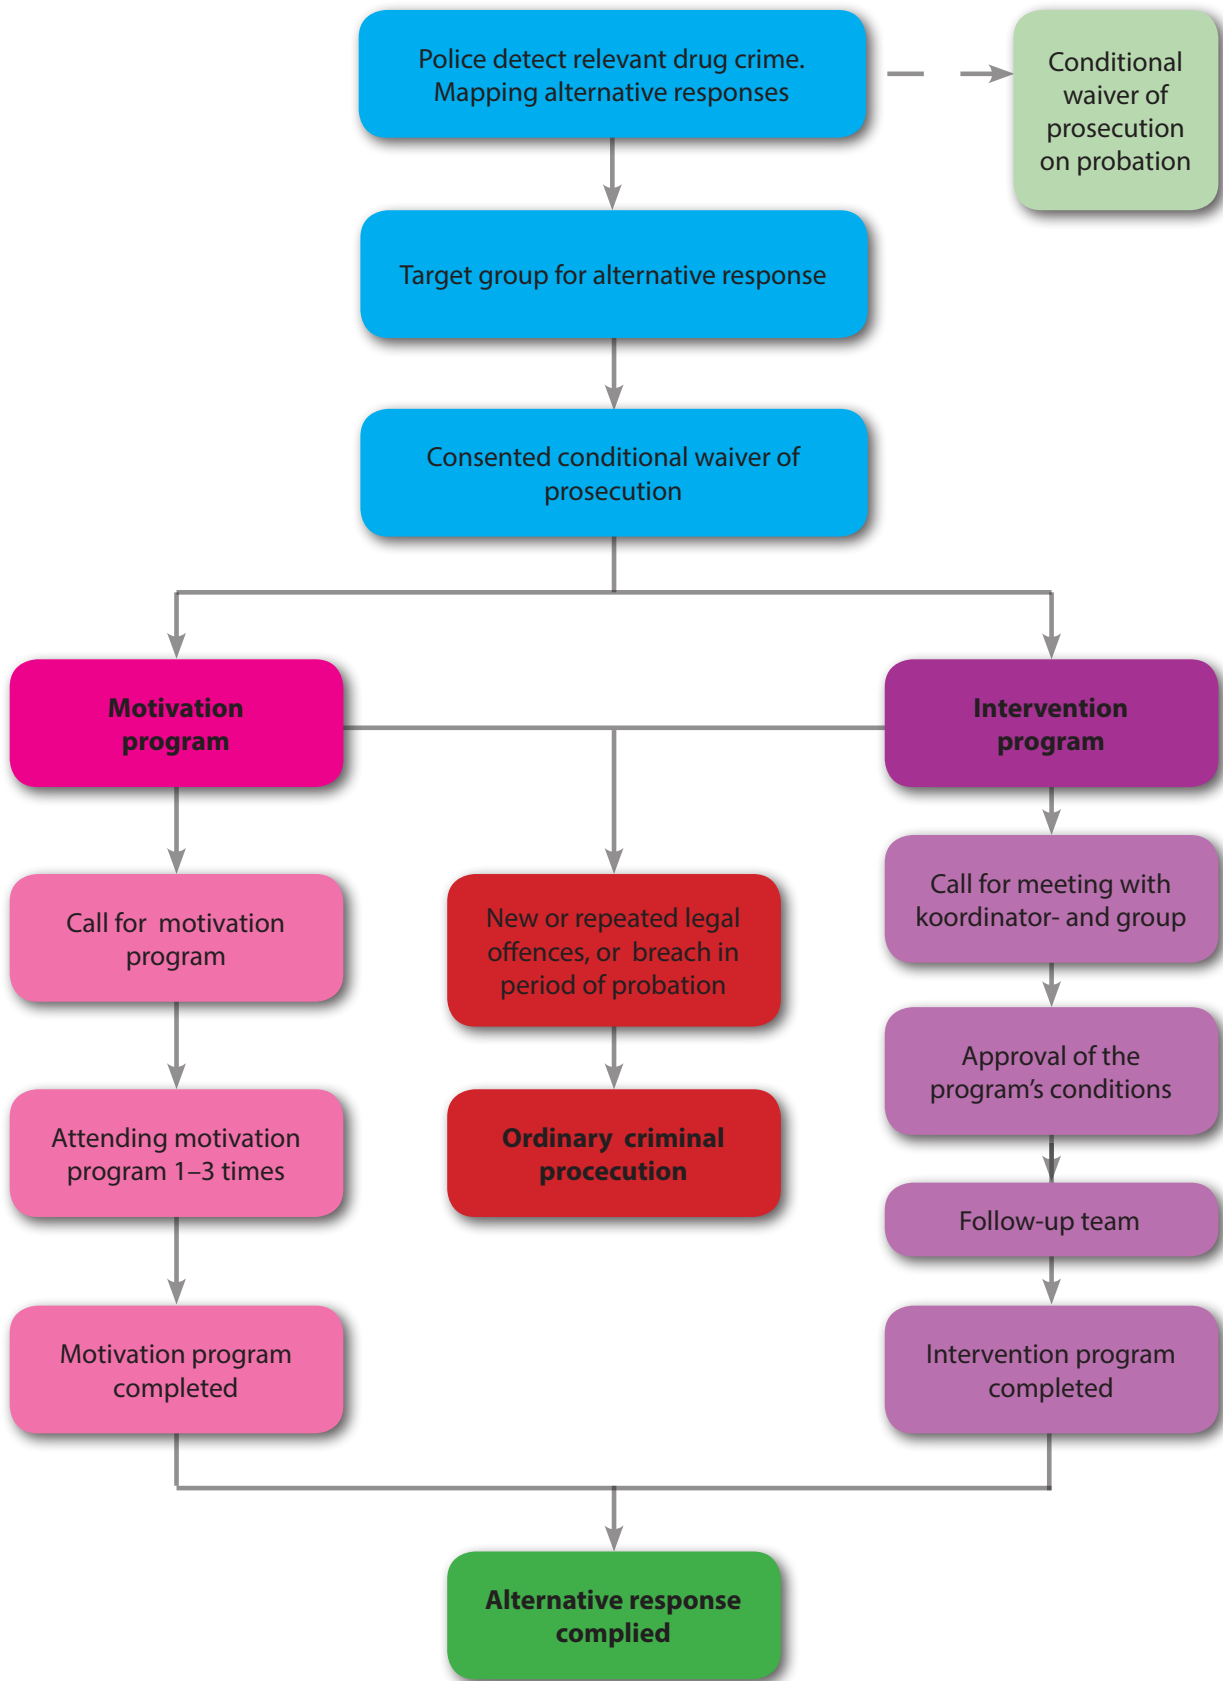 Police detect relevant drug crime.
Mapping alternative responses
Conditional
waiver of
prosecution
on probation
Target group for alternative response
Consented conditional waiver of
prosecution
Motivation
program
Intervention
program
Call for motivation
program
New or repeated legal
offences, or breach in
period of probation
Call for meeting with
koordinator- and group
Approval of the
program's conditions
Attending motivation
program 1–3 times
Ordinary criminal
procecution
Follow-up team
Motivation program
completed
Intervention program
completed
Alternative response
complied